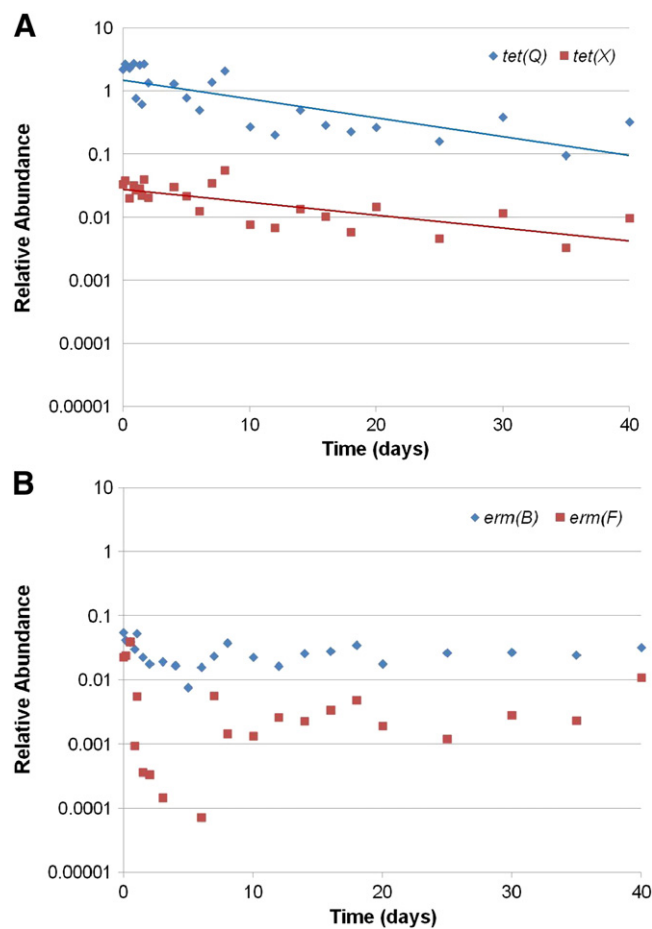 A
10
tet(Q) tet(X)
1
0.1
0.01
0.001
0.0001
0.00001
Relative Abundance
0 10 20 30 40
Time (days)
B
10
erm(B) erm(F)
1
0.1
0.01
0.001
0.0001
0.00001
Relative Abundance
0 10 20 30 40
Time (days)